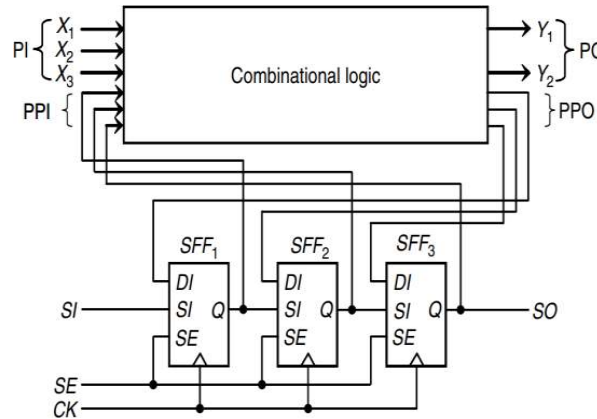 PI
X1
X2
X3
PPI
Combinational logic
Y1
Y2
PO
PPO
SFF1
SFF2
SFF3
DI
SI Q
SE
DI
SI Q
SE
DI
SI Q
SE
SI
SO
SE
CK